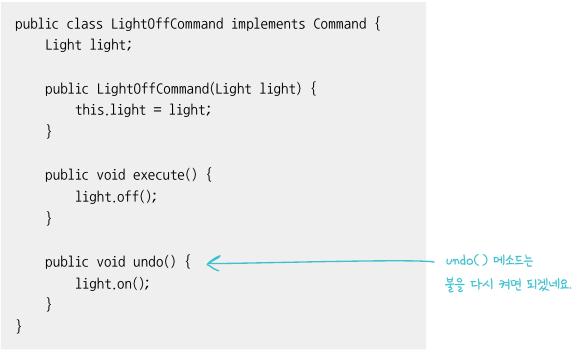 public class LightOffCommand implements Command {
    Light light;

    public LightOffCommand(Light light) {
        this.light = light;
    }

    public void execute() {
        light.off();
    }

    public void undo() {
        light.on();
    }
}
undo() 메소드는
불을 다시 켜면 되겠네요.